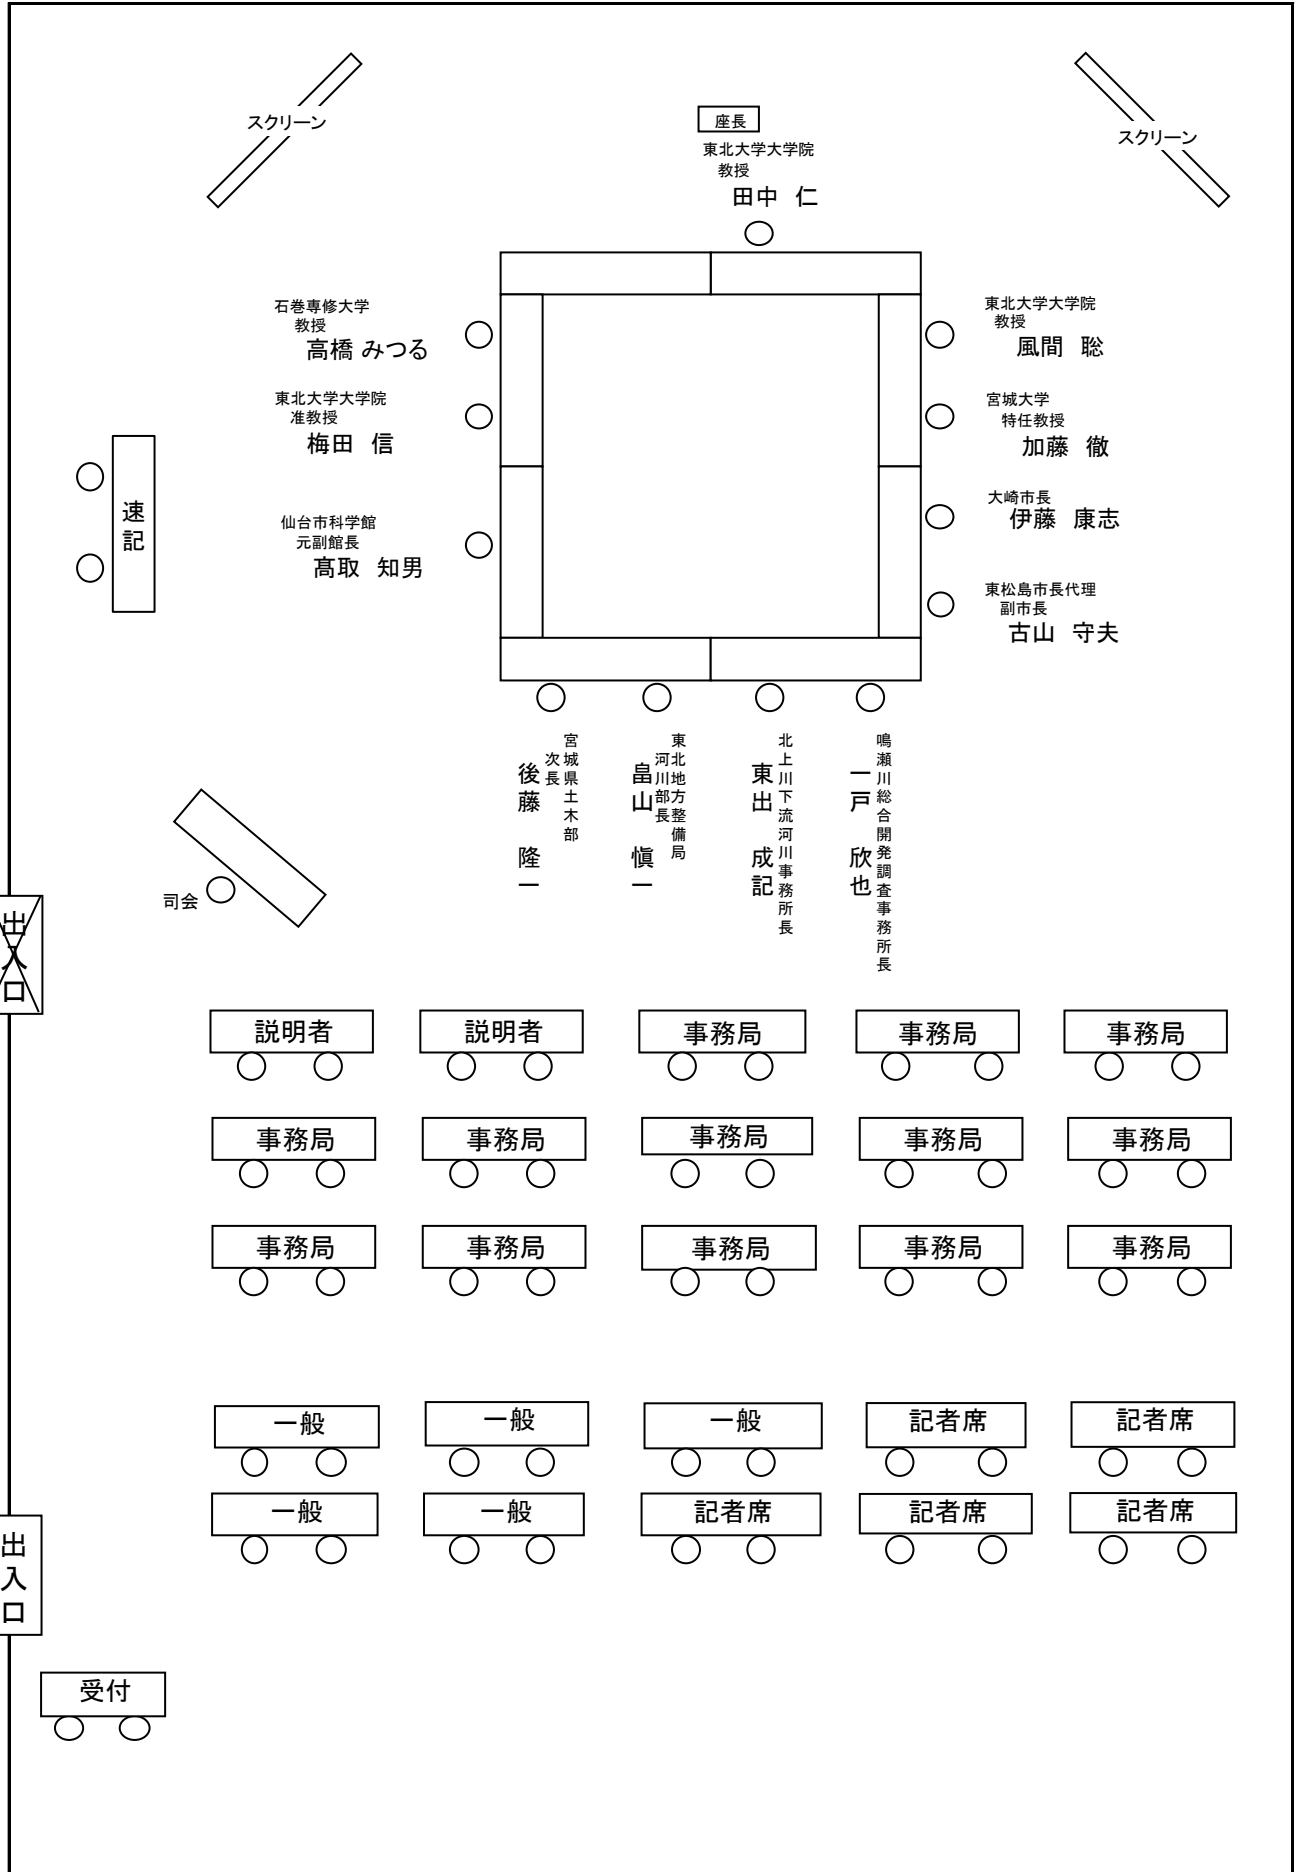 スクリーン
スクリーン
座長
東北大学大学院
教授
田中 仁
石巻専修大学
教授
高橋 みつる
東北大学大学院
准教授
梅田 信
仙台市科学館
元副館長
髙取 知男
東北大学大学院
教授
風間 聡
宮城大学
特任教授
加藤 徹
大崎市長
伊藤 康志
東松島市長代理
副市長
古山 守夫
速記
宮城県土木部
次長
後藤 隆一
東北地方整備局
河川部長
畠山 愼一
北上川下流河川事務所長
東出 成記
鳴瀬川総合開発調査事務所長
一戸 欣也
司会
出入口
説明者 説明者 事務局 事務局 事務局
事務局 事務局 事務局 事務局 事務局
事務局 事務局 事務局 事務局 事務局
一般 一般 一般 記者席 記者席
一般 一般 記者席 記者席 記者席
出入口
受付